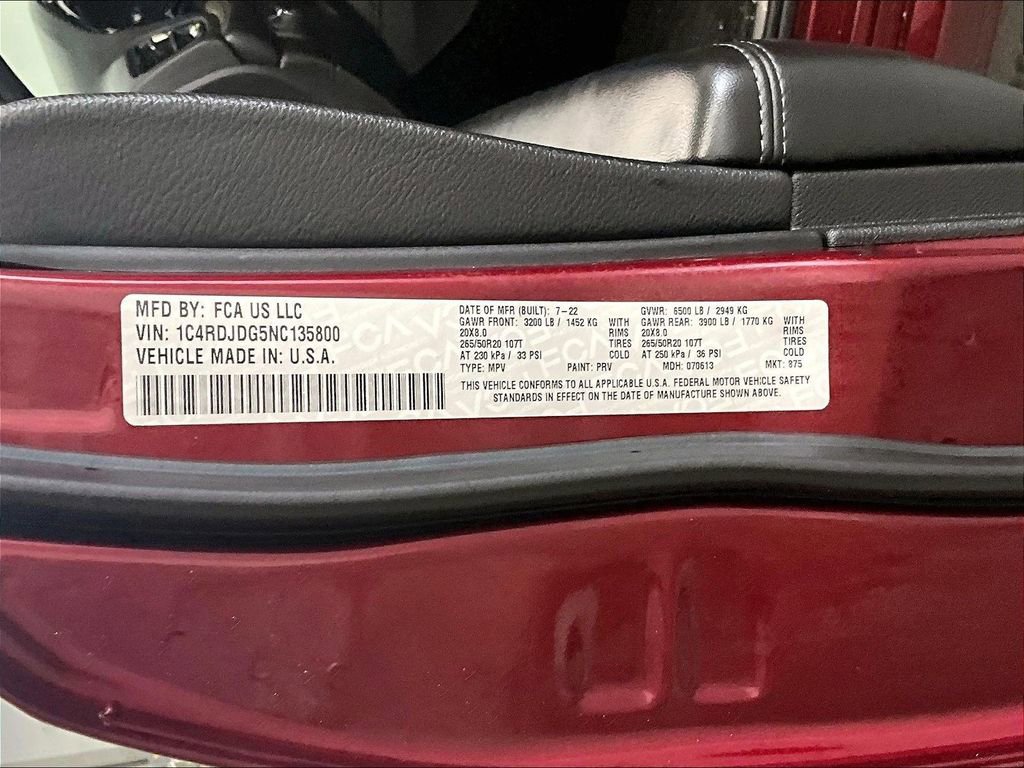 MFD BY: FCA US LLC
VIN: 1C4RDJDG5NC135800
VEHICLE MADE IN: U.S.A.
DATE OF MFR (BUILT): 7-22 GVWR: 6500 LB / 2949 KG
GAWR FRONT: 3200 LB / 1452 KG WITH GAWR REAR: 3900 LB / 1770 KG WITH
20X8.0 RIMS 20X8.0 RIMS
265/50R20 107T TIRES 265/50R20 107T TIRES
AT 230 kPa / 33 PSI COLD AT 250 kPa / 36 PSI COLD
TYPE: MPV PAINT: PRV MDH: 070613 MKT: 875
THIS VEHICLE CONFORMS TO ALL APPLICABLE U.S.A. FEDERAL MOTOR VEHICLE SAFETY
STANDARDS IN EFFECT ON THE DATE OF MANUFACTURE SHOWN ABOVE.